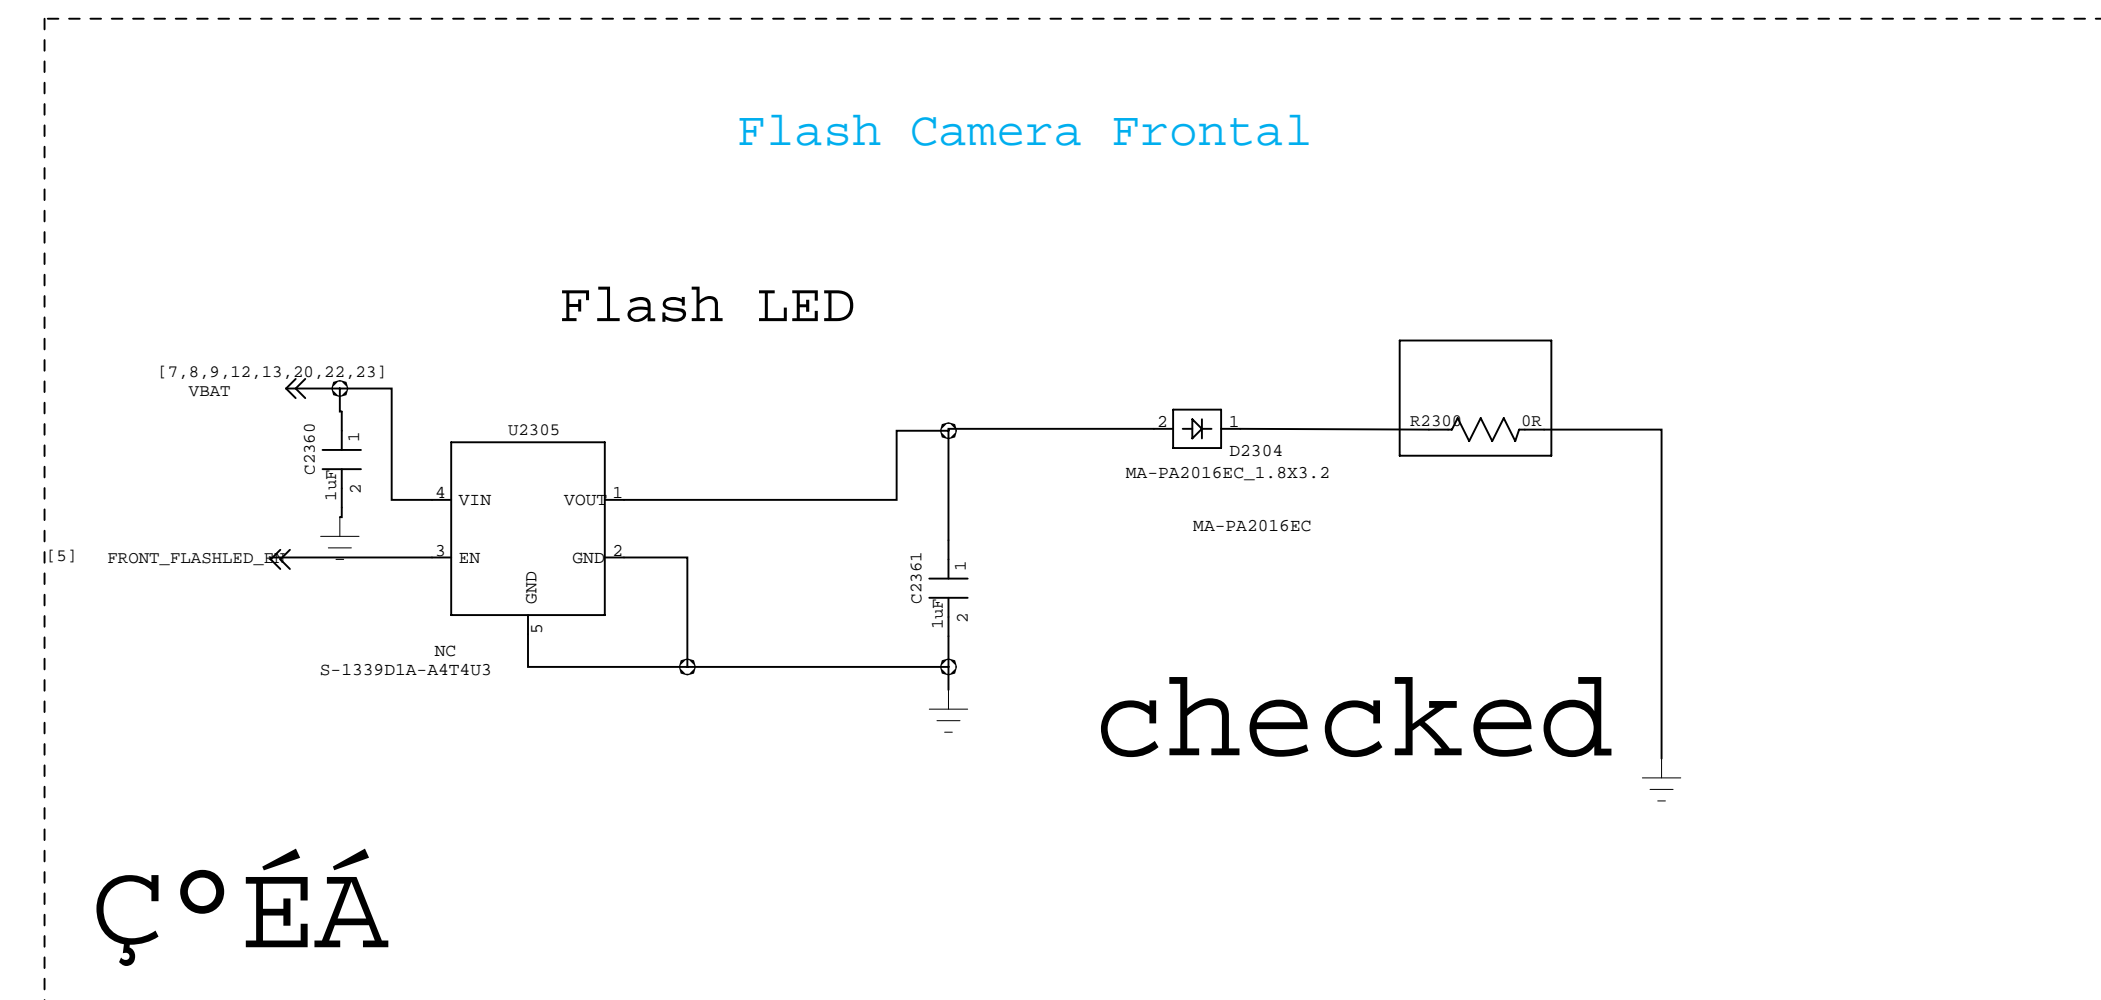 Flash Camera Frontal
Flash LED
[7,8,9,12,13,20,22,23]
VBAT
C2360
1
1uF
2
U2305
4
VIN
VOUT
1
[5]
FRONT_FLASHLED_EN
3
EN
GND
2
GND
5
NC
S-1339D1A-A4T4U3
C2361
1
1uF
2
2
1
D2304
MA-PA2016EC_1.8X3.2
MA-PA2016EC
R2300
0R
checked
Ç°ÉÁ